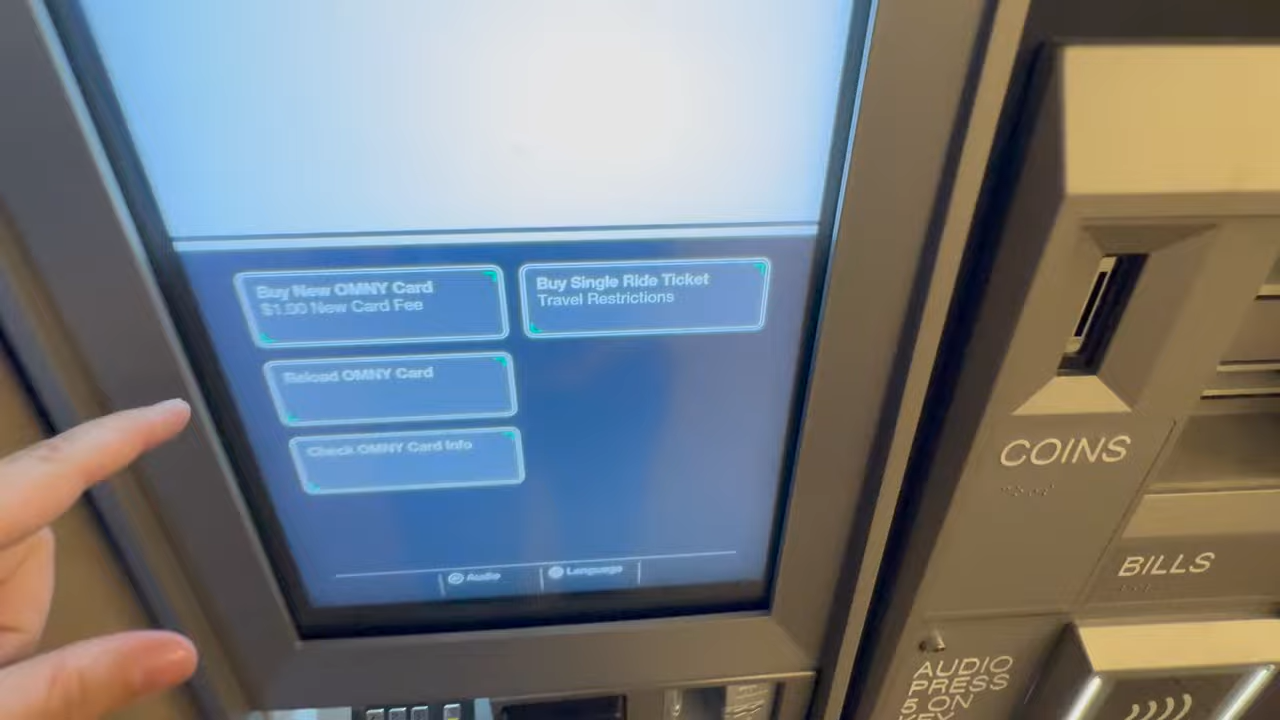 Buy New OMNY Card
$1.00 New Card Fee
Buy Single Ride Ticket
Travel Restrictions
Reload OMNY Card
Check OMNY Card Info
Audio
Language
COINS
BILLS
AUDIO
PRESS
5 ON
KEY